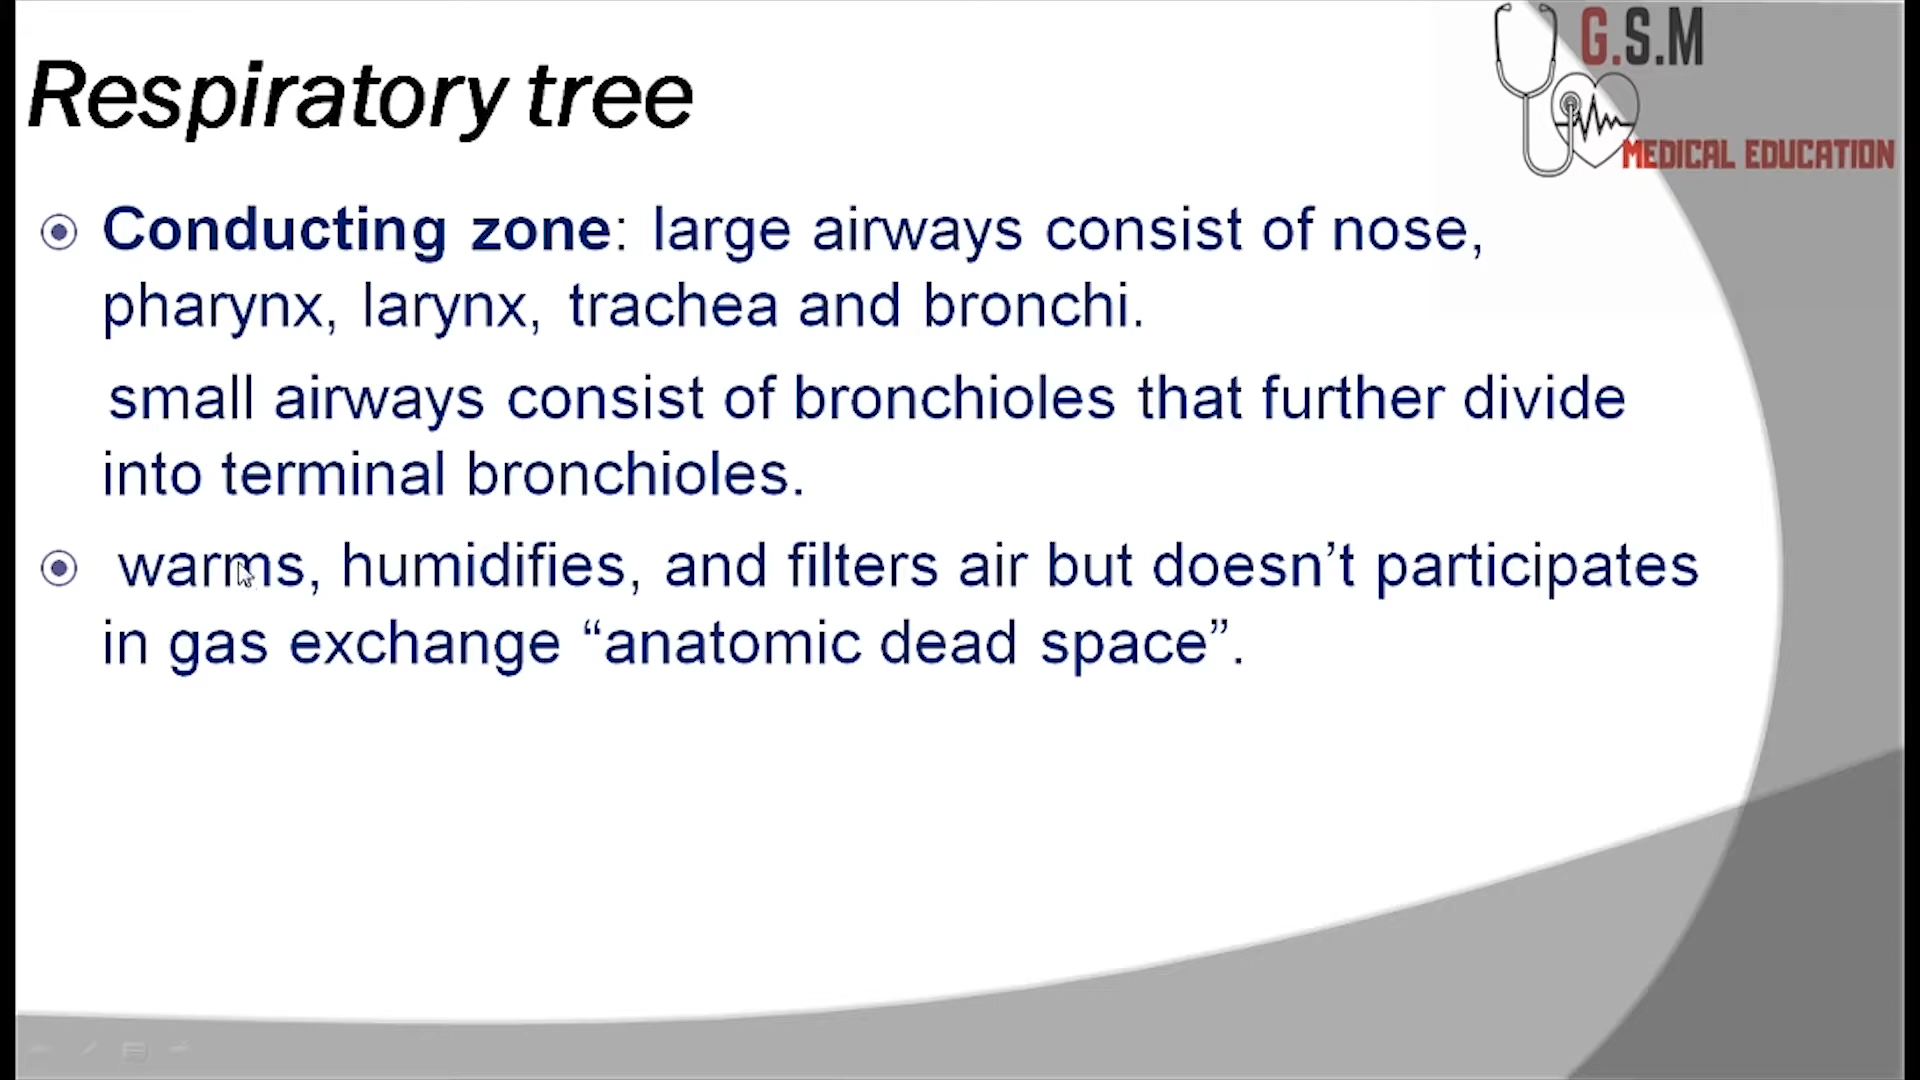 G.S.M
MEDICAL EDUCATION
Respiratory tree
Conducting zone: large airways consist of nose,
pharynx, larynx, trachea and bronchi.
small airways consist of bronchioles that further divide
into terminal bronchioles.
warms, humidifies, and filters air but doesn’t participates
in gas exchange “anatomic dead space”.